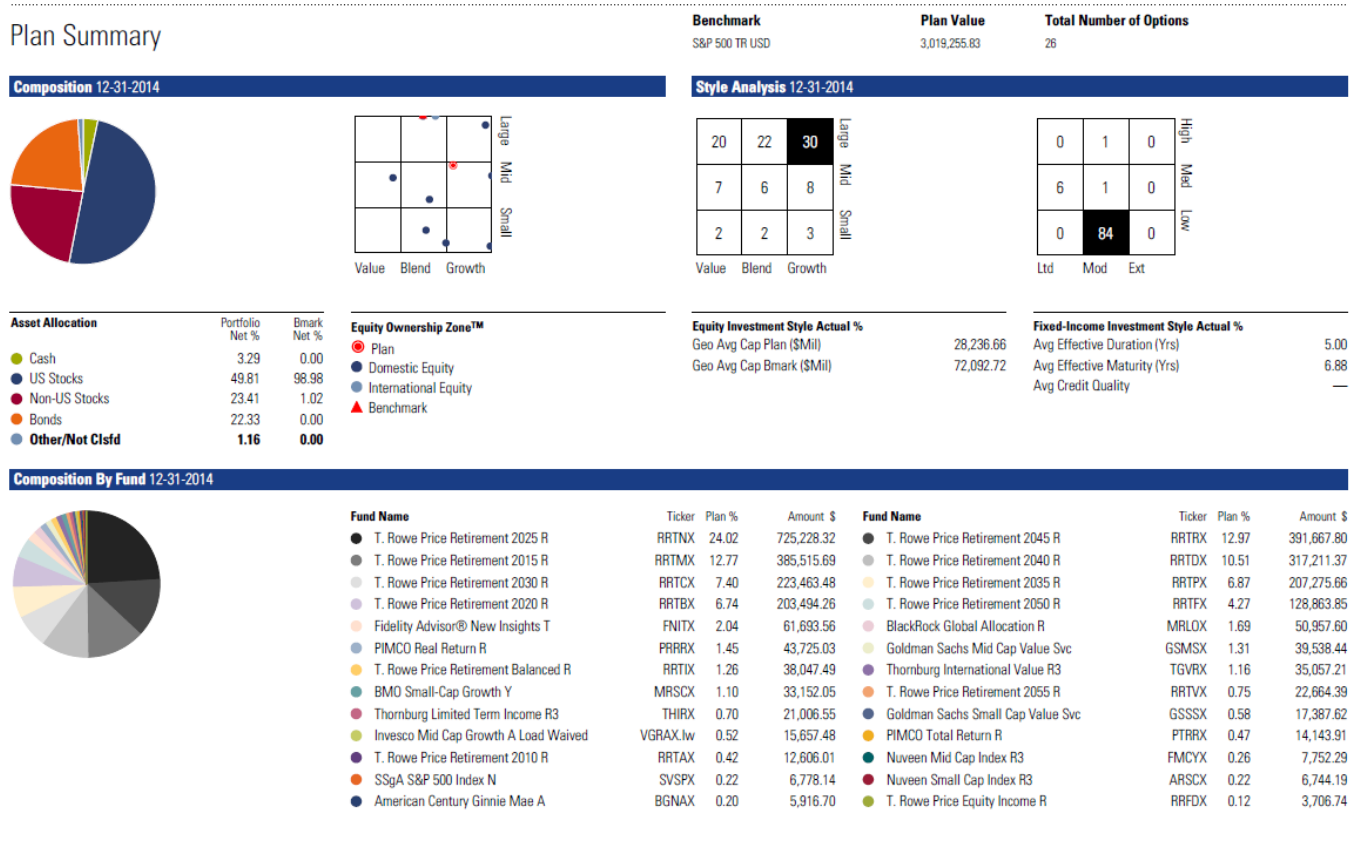 Plan Summary
Benchmark Plan Value Total Number of Options
S&P 500 TR USD 3,019,255.83 26
Composition 12-31-2014
Large
Mid
Small
Value Blend Growth
Style Analysis 12-31-2014
20 22 30 Large
7 6 8 Mid
2 2 3 Small
Value Blend Growth
0 1 0 High
6 1 0 Med
0 84 0 Low
Ltd Mod Ext
Asset Allocation Portfolio Net % Bmark Net %
Cash 3.29 0.00
US Stocks 49.81 98.98
Non-US Stocks 23.41 1.02
Bonds 22.33 0.00
Other/Not Clsfd 1.16 0.00
Equity Ownership Zone™
Plan
Domestic Equity
International Equity
Benchmark
Equity Investment Style Actual %
Geo Avg Cap Plan ($Mil) 28,236.66
Geo Avg Cap Bmark ($Mil) 72,092.72
Fixed-Income Investment Style Actual %
Avg Effective Duration (Yrs) 5.00
Avg Effective Maturity (Yrs) 6.88
Avg Credit Quality —
Composition By Fund 12-31-2014
Fund Name Ticker Plan % Amount $
T. Rowe Price Retirement 2025 R RRTNX 24.02 725,228.32
T. Rowe Price Retirement 2015 R RRTMX 12.77 385,515.69
T. Rowe Price Retirement 2030 R RRTCX 7.40 223,463.48
T. Rowe Price Retirement 2020 R RRTBX 6.74 203,494.26
Fidelity Advisor® New Insights T FNITX 2.04 61,693.56
PIMCO Real Return R PRRRX 1.45 43,725.03
T. Rowe Price Retirement Balanced R RRTIX 1.26 38,047.49
BMO Small-Cap Growth Y MRSCX 1.10 33,152.05
Thornburg Limited Term Income R3 THIRX 0.70 21,006.55
Invesco Mid Cap Growth A Load Waived VGRAX.lw 0.52 15,657.48
T. Rowe Price Retirement 2010 R RRTAX 0.42 12,606.01
SSgA S&P 500 Index N SVSPX 0.22 6,778.14
American Century Ginnie Mae A BGNAX 0.20 5,916.70
Fund Name Ticker Plan % Amount $
T. Rowe Price Retirement 2045 R RRTRX 12.97 391,667.80
T. Rowe Price Retirement 2040 R RRTDX 10.51 317,211.37
T. Rowe Price Retirement 2035 R RRTPX 6.87 207,275.66
T. Rowe Price Retirement 2050 R RRTFX 4.27 128,863.85
BlackRock Global Allocation R MRLOX 1.69 50,957.60
Goldman Sachs Mid Cap Value Svc GSMSX 1.31 39,538.44
Thornburg International Value R3 TGVRX 1.16 35,057.21
T. Rowe Price Retirement 2055 R RRTVX 0.75 22,664.39
Goldman Sachs Small Cap Value Svc GSSSX 0.58 17,387.62
PIMCO Total Return R PTRRX 0.47 14,143.91
Nuveen Mid Cap Index R3 FMCYX 0.26 7,752.29
Nuveen Small Cap Index R3 ARSCX 0.22 6,744.19
T. Rowe Price Equity Income R RRFDX 0.12 3,706.74